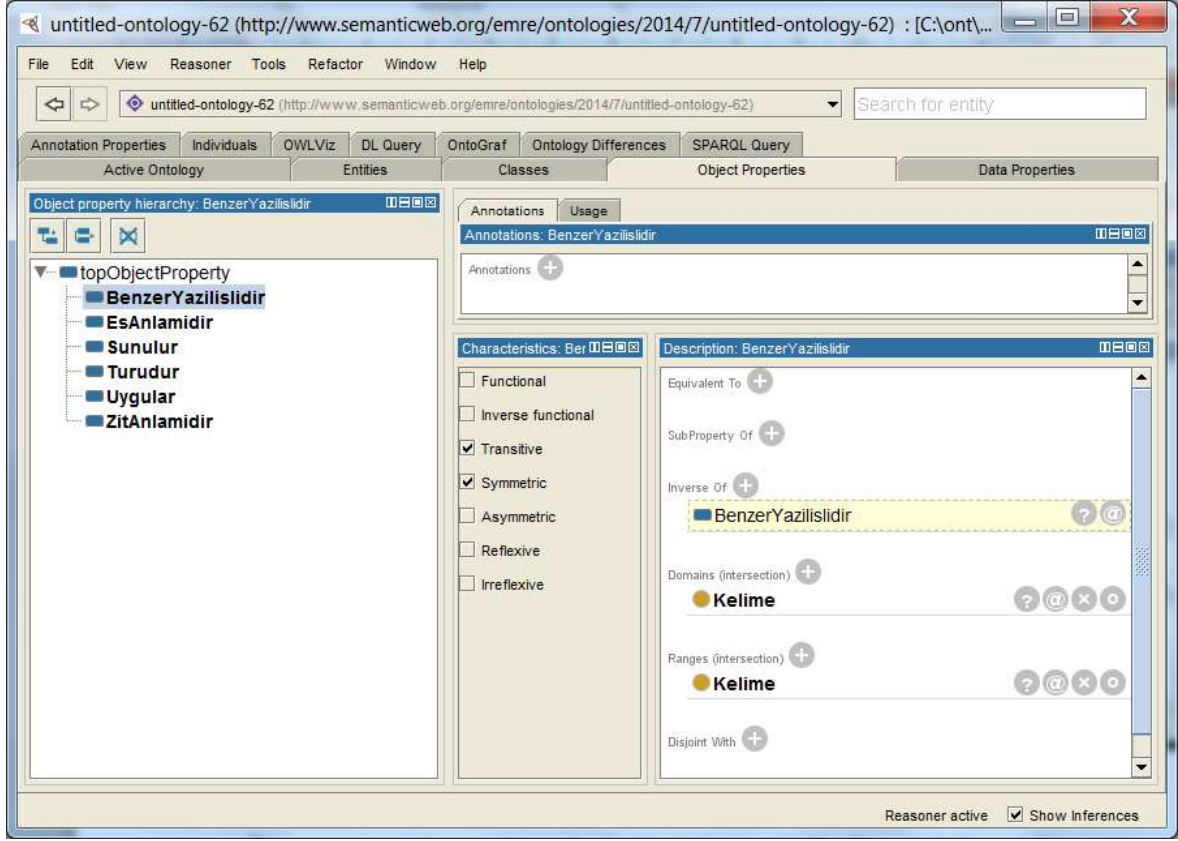 untitled-ontology-62 (http://www.semanticweb.org/emre/ontologies/2014/7/untitled-ontology-62) : [C:\ont\...
File Edit View Reasoner Tools Refactor Window Help
untitled-ontology-62 (http://www.semanticweb.org/emre/ontologies/2014/7/untitled-ontology-62)
Search for entity
Annotation Properties Individuals OWLViz DL Query OntoGraf Ontology Differences SPARQL Query
Active Ontology Entities Classes Object Properties Data Properties
Object property hierarchy: BenzerYazilislidir
topObjectProperty
BenzerYazilislidir
EsAnlamidir
Sunulur
Turudur
Uygular
ZitAnlamidir
Annotations Usage
Annotations: BenzerYazilislidir
Annotations
Characteristics: Ber
Functional
Inverse functional
Transitive
Symmetric
Asymmetric
Reflexive
Irreflexive
Description: BenzerYazilislidir
Equivalent To
SubProperty Of
Inverse Of
BenzerYazilislidir
Domains (intersection)
Kelime
Ranges (intersection)
Kelime
Disjoint With
Reasoner active Show Inferences